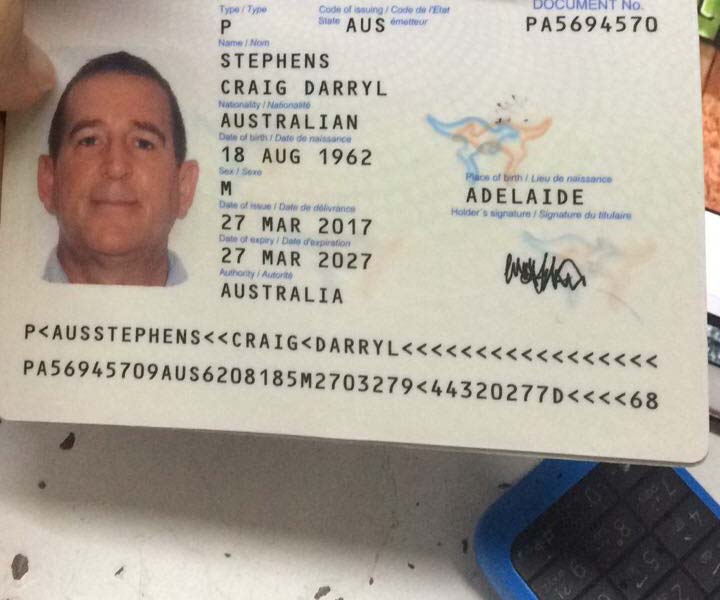 Type / Type Code of issuing / Code de l'Etat DOCUMENT No.
P State AUS émetteur PA5694570
Name / Nom
STEPHENS
CRAIG DARRYL
Nationality / Nationalité
AUSTRALIAN
Date of birth / Date de naissance
18 AUG 1962
Sex / Sexe Place of birth / Lieu de naissance
M ADELAIDE
Date of issue / Date de délivrance Holder's signature / Signature du titulaire
27 MAR 2017
Date of expiry / Date d'expiration
27 MAR 2027
Authority / Autorité
AUSTRALIA
P<AUSSTEPHENS<<CRAIG<DARRYL<<<<<<<<<<<<<<<<<
PA56945709AUS6208185M2703279<44320277D<<<<68